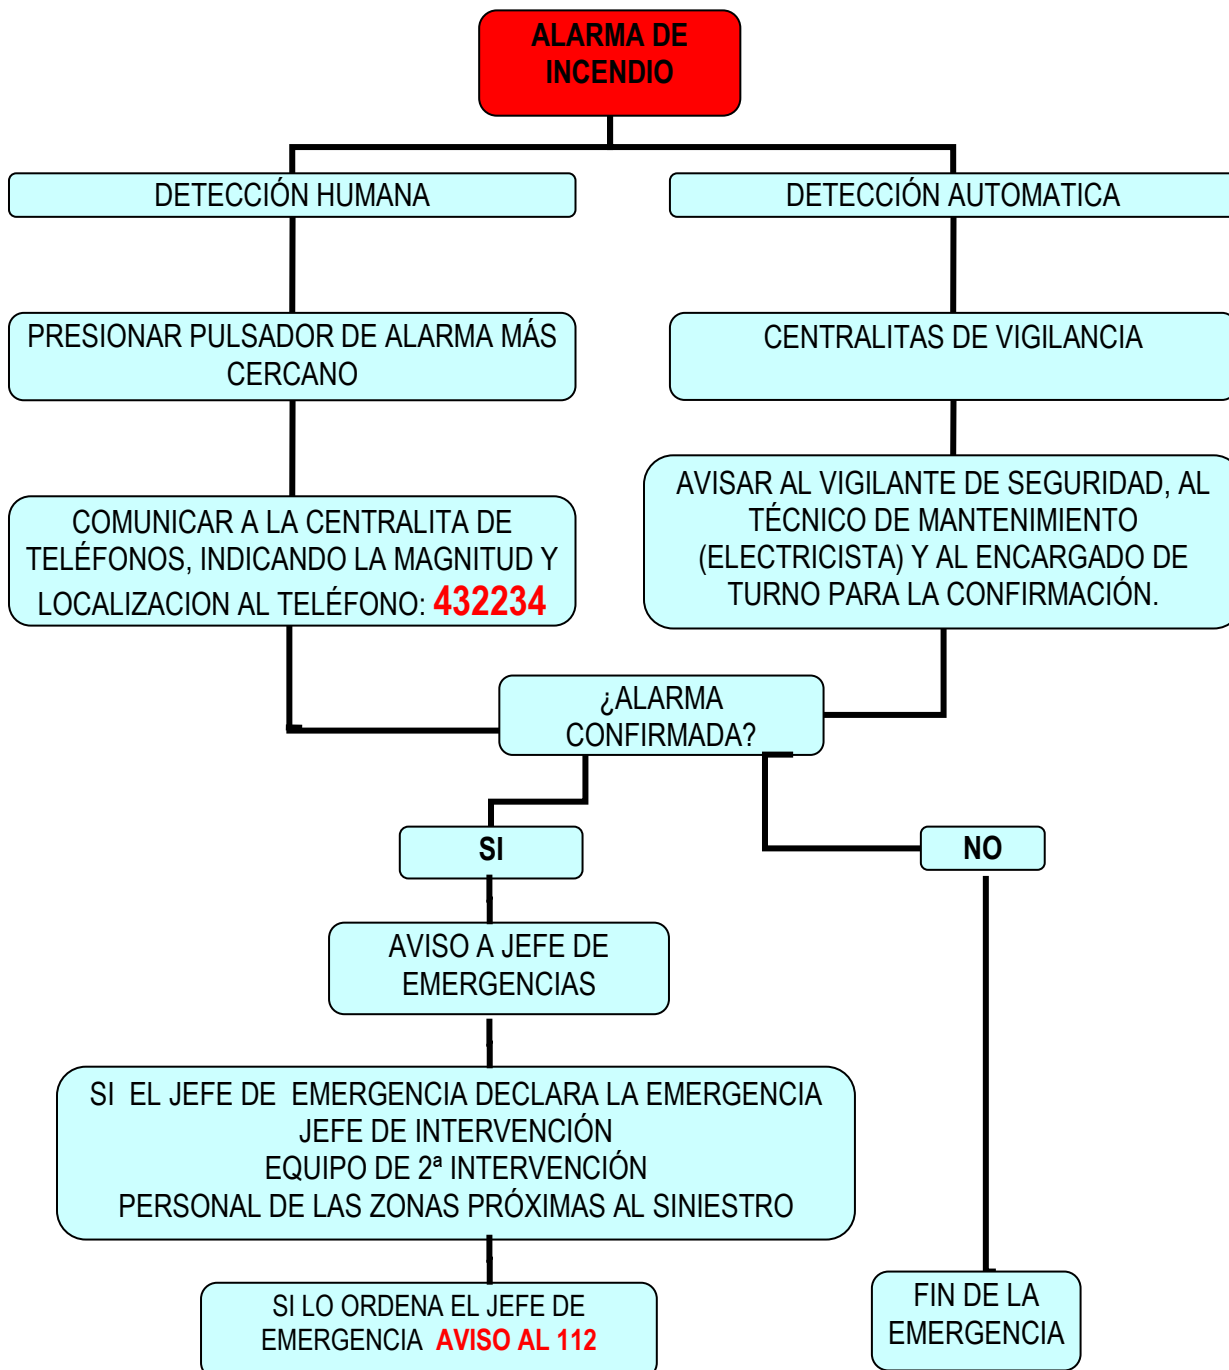 ALARMA DE
INCENDIO
DETECCIÓN HUMANA
DETECCIÓN AUTOMATICA
PRESIONAR PULSADOR DE ALARMA MÁS
CERCANO
CENTRALITAS DE VIGILANCIA
COMUNICAR A LA CENTRALITA DE
TELÉFONOS, INDICANDO LA MAGNITUD Y
LOCALIZACION AL TELÉFONO: 432234
AVISAR AL VIGILANTE DE SEGURIDAD, AL
TÉCNICO DE MANTENIMIENTO
(ELECTRICISTA) Y AL ENCARGADO DE
TURNO PARA LA CONFIRMACIÓN.
¿ALARMA
CONFIRMADA?
SI
NO
AVISO A JEFE DE
EMERGENCIAS
SI EL JEFE DE EMERGENCIA DECLARA LA EMERGENCIA
JEFE DE INTERVENCIÓN
EQUIPO DE 2ª INTERVENCIÓN
PERSONAL DE LAS ZONAS PRÓXIMAS AL SINIESTRO
SI LO ORDENA EL JEFE DE
EMERGENCIA AVISO AL 112
FIN DE LA
EMERGENCIA